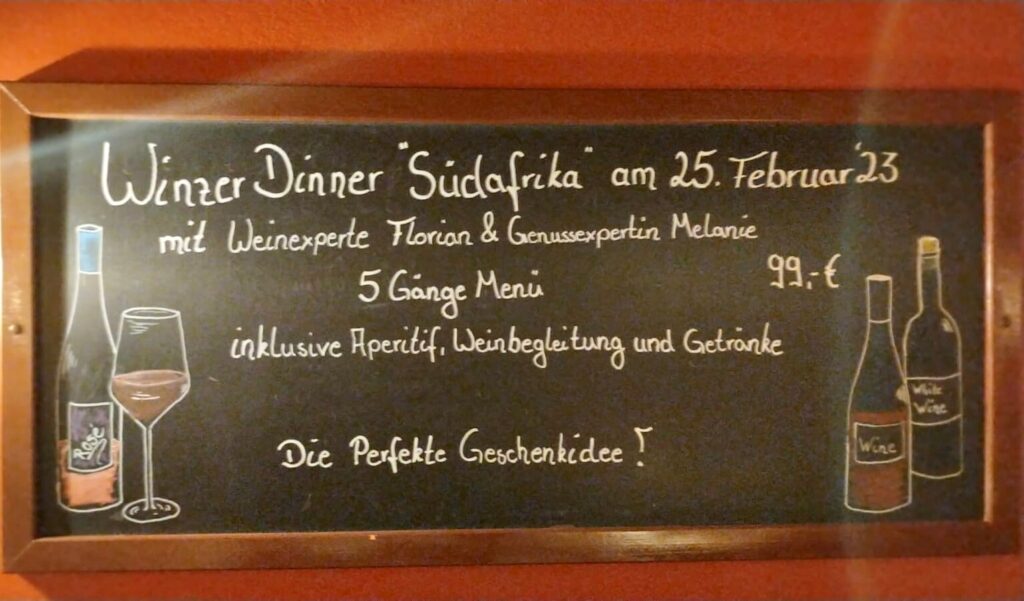 Winzer Dinner "Südafrika" am 25. Februar '23
mit Weinexperte Florian & Genussexpertin Melanie
5 Gänge Menü
99,-€
inklusive Aperitif, Weinbegleitung und Getränke
Die Perfekte Geschenkidee!
Rosé
Wine
White
Wine